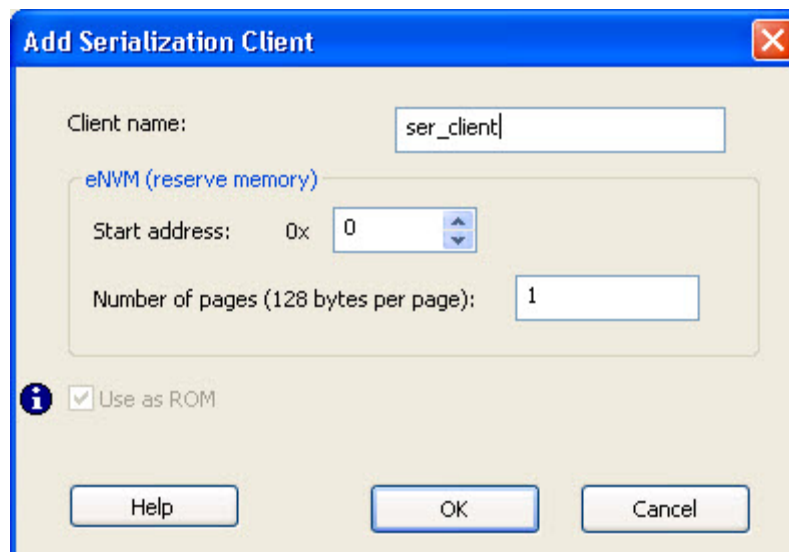 Add Serialization Client
Client name: ser_client
eNVM (reserve memory)
Start address: 0x 0
Number of pages (128 bytes per page): 1
Use as ROM
Help OK Cancel